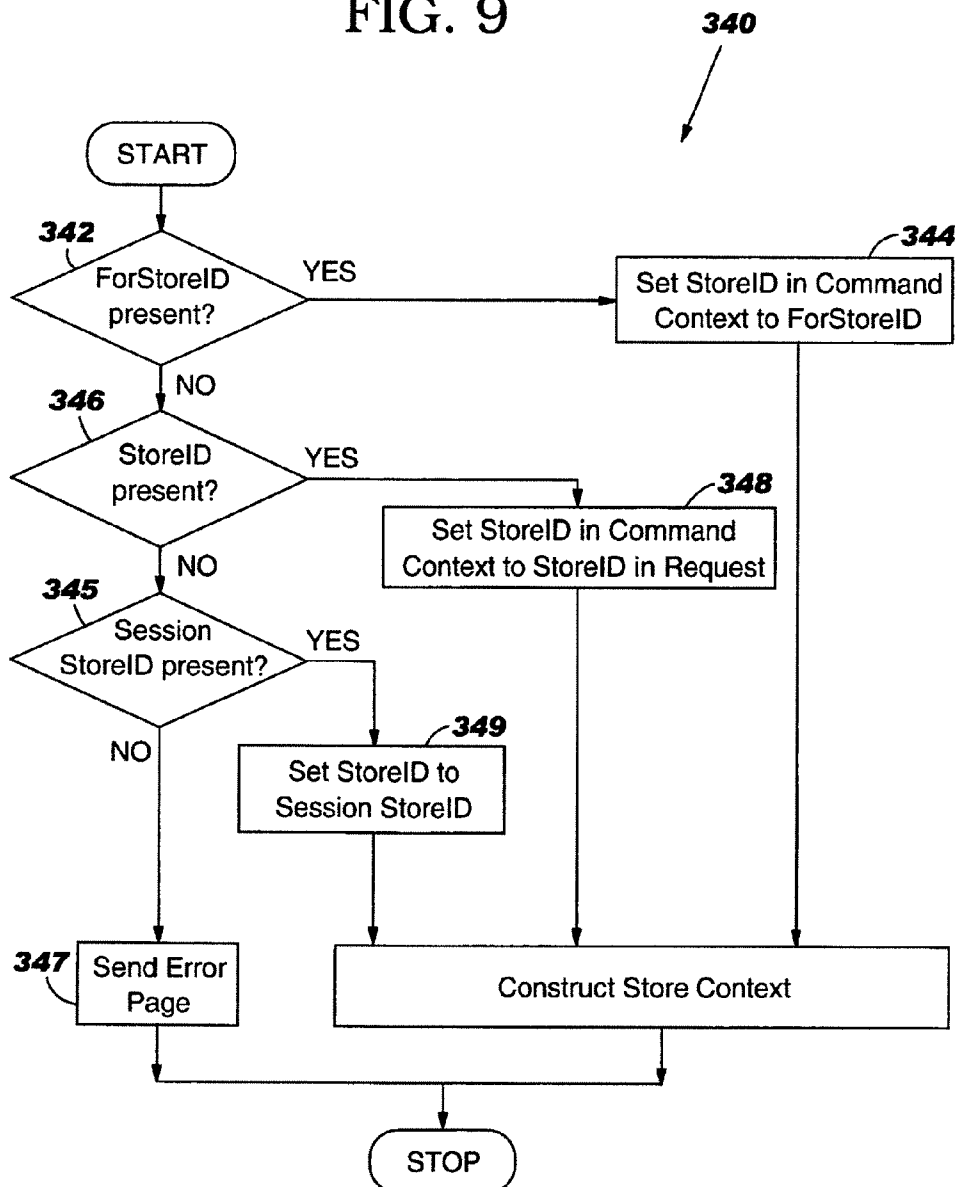 FIG. 9
340
START
342
ForStoreID
present?
YES
344
Set StoreID in Command
Context to ForStoreID
NO
346
StoreID
present?
YES
348
Set StoreID in Command
Context to StoreID in Request
NO
345
Session
StoreID present?
YES
349
Set StoreID to
Session StoreID
NO
347
Send Error
Page
Construct Store Context
STOP